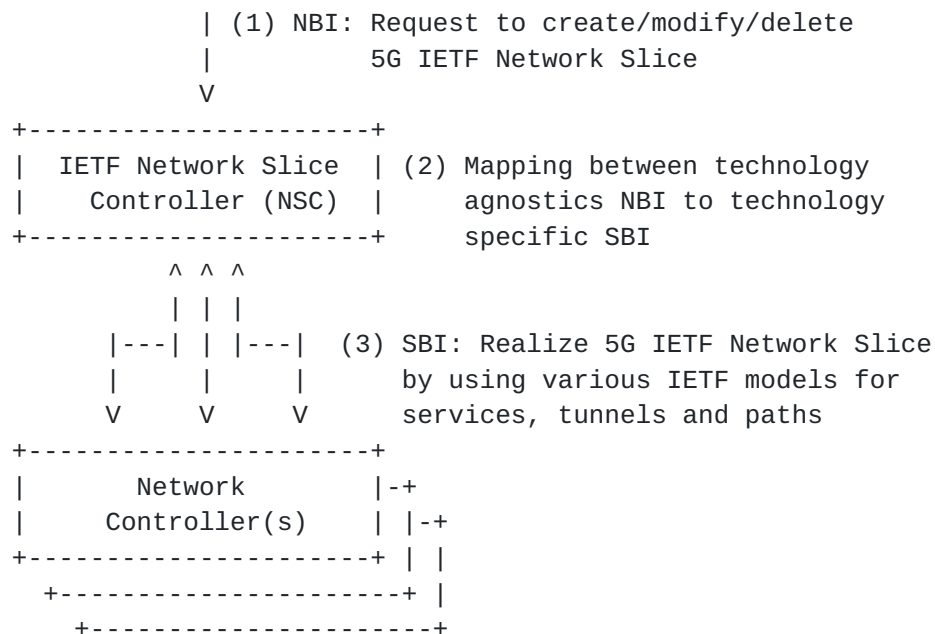 (1) NBI: Request to create/modify/delete
5G IETF Network Slice
IETF Network Slice
Controller (NSC)
(2) Mapping between technology
agnostics NBI to technology
specific SBI
(3) SBI: Realize 5G IETF Network Slice
by using various IETF models for
services, tunnels and paths
Network
Controller(s)